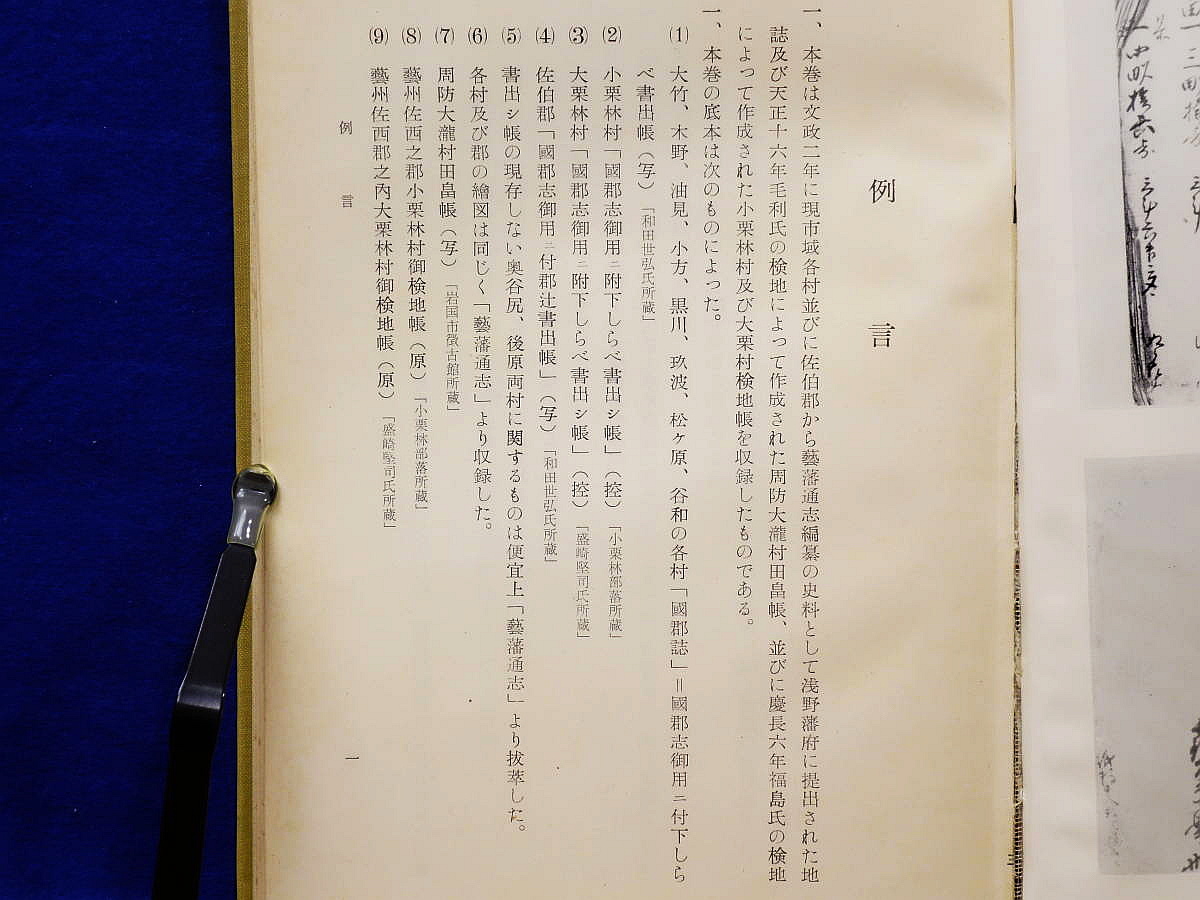 例言
一、本巻は文政二年に現市域各村並びに佐伯郡から藝藩通志編纂の史料として浅野藩府に提出された地
誌及び天正十六年毛利氏の検地によって作成された周防大瀧村田畠帳、並びに慶長六年福島氏の検地
によって作成された小栗林村及び大栗村検地帳を収録したものである。
一、本巻の底本は次のものによった。
(1) 大竹、木野、油見、小方、黒川、玖波、松ヶ原、谷和の各村「國郡誌」＝國郡志御用ニ付下しら
べ書出帳（写）「和田世弘氏所蔵」
(2) 小栗林村「國郡志御用ニ附下しらべ書出シ帳」（控）「小栗林部落所蔵」
(3) 大栗林村「國郡志御用ニ附下しらべ書出シ帳」（控）「盛崎堅司氏所蔵」
(4) 佐伯郡「國郡志御用ニ付郡辻書出帳」（写）「和田世弘氏所蔵」
(5) 書出シ帳の現存しない奥谷尻、後原両村に関するものは便宜上「藝藩通志」より抜萃した。
(6) 各村及び郡の繪図は同じく「藝藩通志」より収録した。
(7) 周防大瀧村田畠帳（写）「岩国市徴古館所蔵」
(8) 藝州佐西之郡小栗林村御検地帳（原）「小栗林部落所蔵」
(9) 藝州佐西郡之内大栗林村御検地帳（原）「盛崎堅司氏所蔵」
例言
一